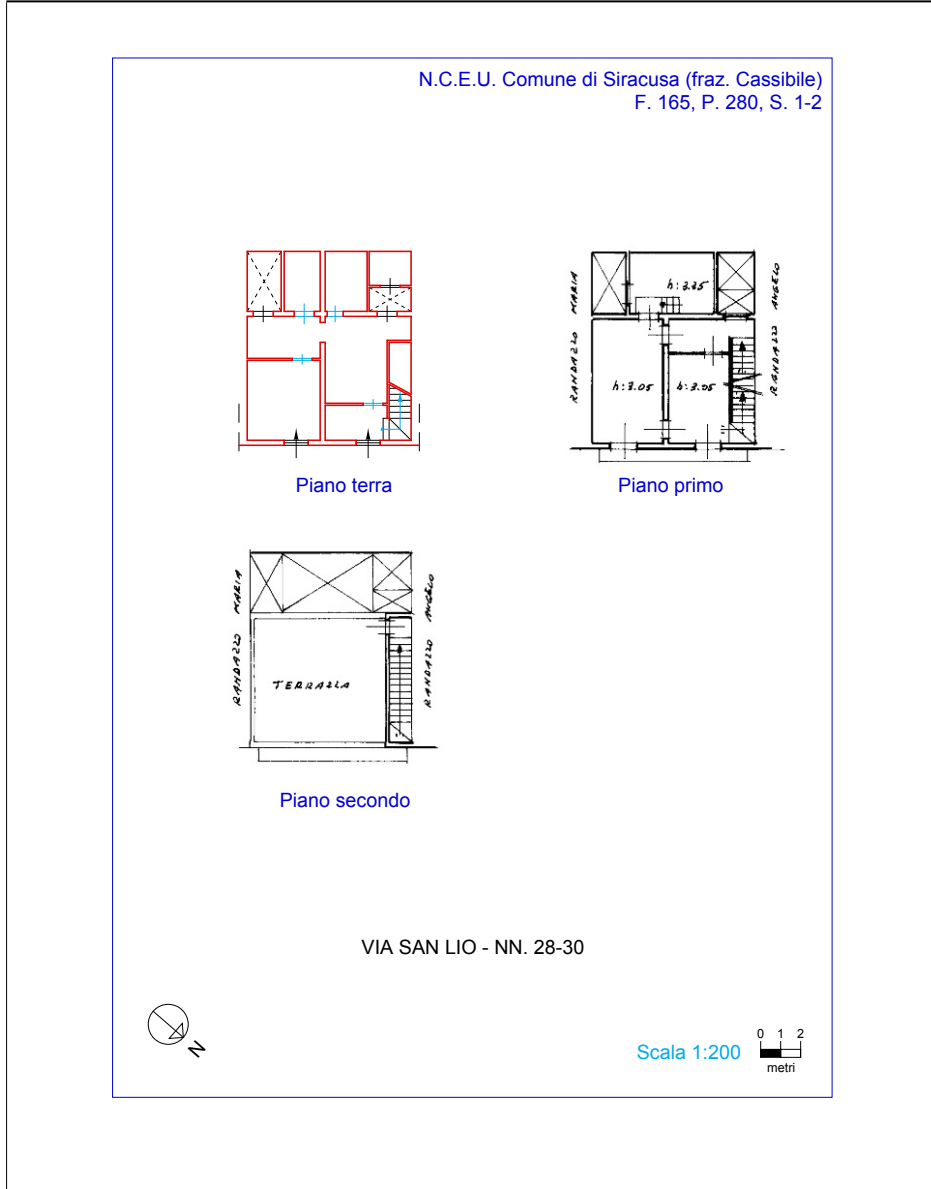 N.C.E.U. Comune di Siracusa (fraz. Cassibile)
F. 165, P. 280, S. 1-2
RANDAZZO MARIA
h:3.35
RANDAZZO ANGELO
h:3.05
h:3.05
Piano terra
Piano primo
RANDAZZO MARIA
TERRAZZA
RANDAZZO ANGELO
Piano secondo
VIA SAN LIO - NN. 28-30
N
Scala 1:200
0 1 2
metri